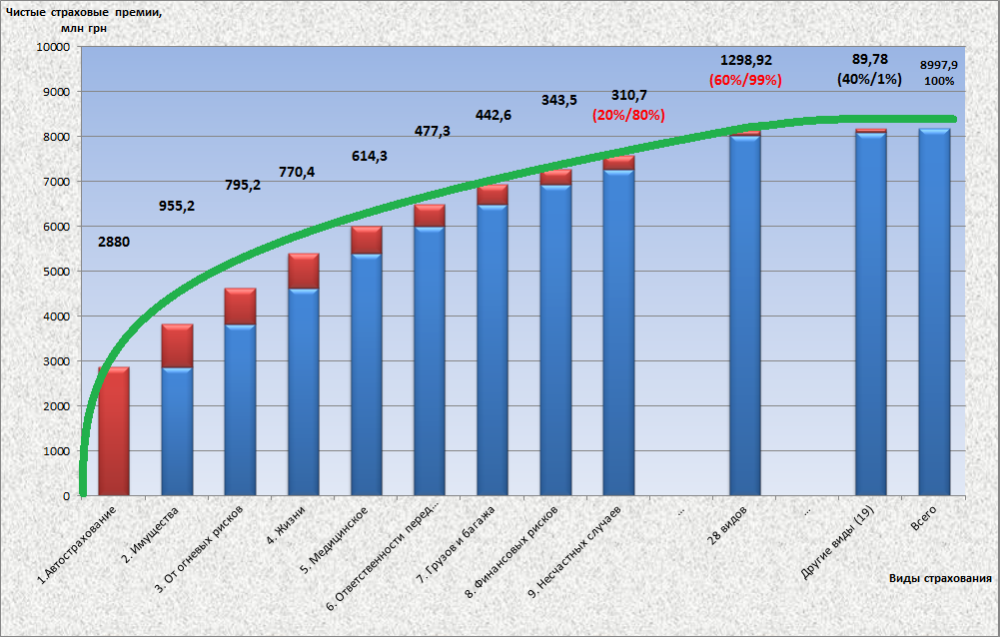 Чистые страховые премии,
млн грн
10000
9000
8000
7000
6000
5000
4000
3000
2000
1000
0
2880
955,2
795,2
770,4
614,3
477,3
442,6
343,5
310,7
(20%/80%)
1298,92
(60%/99%)
89,78
(40%/1%)
8997,9
100%
1.Автострахование
2. Имущества
3. От огневых рисков
4. Жизни
5. Медицинское
6. Ответственности перед...
7. Грузов и багажа
8. Финансовых рисков
9. Несчастных случаев
...
28 видов
...
Другие виды (19)
Всего
Виды страхования